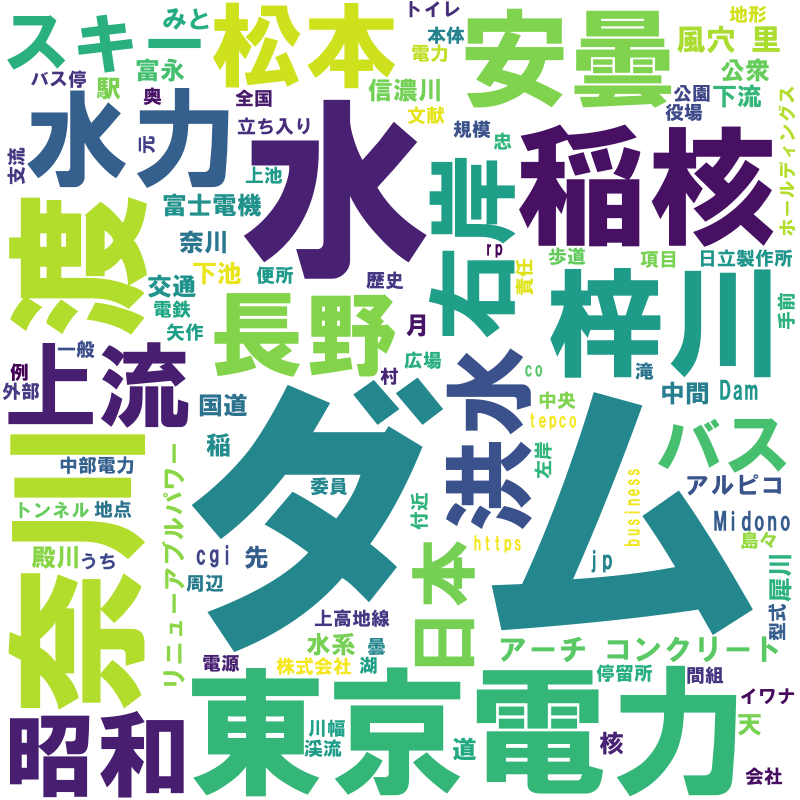 スキー
みと
松本
トイレ
本体
電力
安曇
風穴
里
地形
公衆
バス停
駅
富永
奥
全国
信濃川
文献
公園
下流
役場
支流
水力
元
立ち入り
水
規模
忠
稲核
ホールディングス
上池
富士電機
右岸
渡
奈川
rp
歩道
項目
日立製作所
下池
便所
歴史
責任
梓川
手前
交通
電鉄
矢作
長野
月
広場
一般
例
外部
上流
村
洪水
co
滝
中間
Dam
国道
ダム
中央
tepco
稲
バス
中部電力
委員
左岸
アルピコ
トンネル
地点
リニューアブルパワー
付近
business
Midono
奈川
殿川
うち
cgi
先
https
jp
島々
周辺
日本
犀川
型式
上高地線
水系
曇
アーチ
コンクリート
電源
株式会社
湖
停留所
間組
イワナ
昭和
東京電力
川幅
渓流
道
核
天
会社